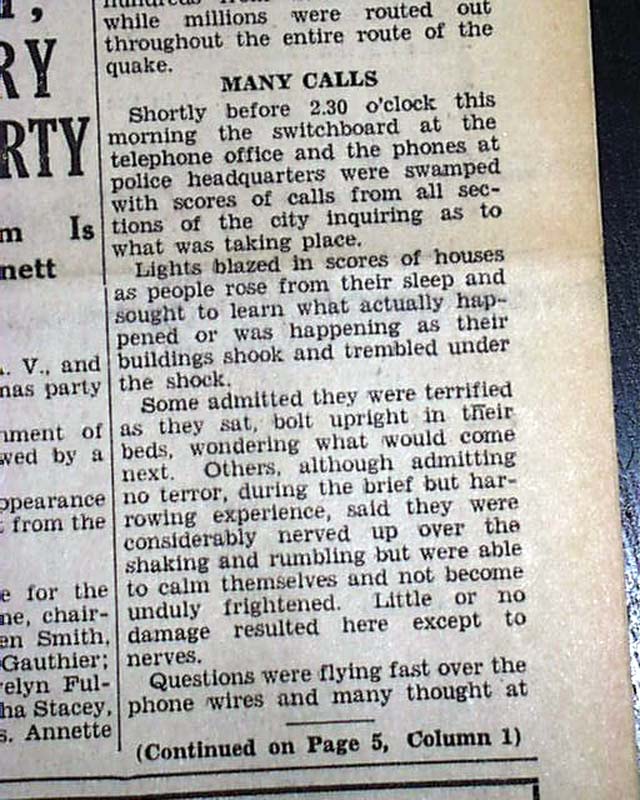 RY
RTY
Is
nett
V., and
party
of
wed by a
from the
for the
chair-
Smith,
Gauthier;
Ful-
Stacey,
Annette
while millions were routed out
throughout the entire route of the
quake.
MANY CALLS
Shortly before 2.30 o'clock this
morning the switchboard at the
telephone office and the phones at
police headquarters were swamped
with scores of calls from all sec-
tions of the city inquiring as to
what was taking place.
Lights blazed in scores of houses
as people rose from their sleep and
sought to learn what actually hap-
pened or was happening as their
buildings shook and trembled under
the shock.
Some admitted they were terrified
as they sat, bolt upright in their
beds, wondering what would come
next. Others, although admitting
no terror, during the brief but har-
rowing experience, said they were
considerably nerved up over the
shaking and rumbling but were able
to calm themselves and not become
unduly frightened. Little or no
damage resulted here except to
nerves.
Questions were flying fast over the
phone wires and many thought at
(Continued on Page 5, Column 1)